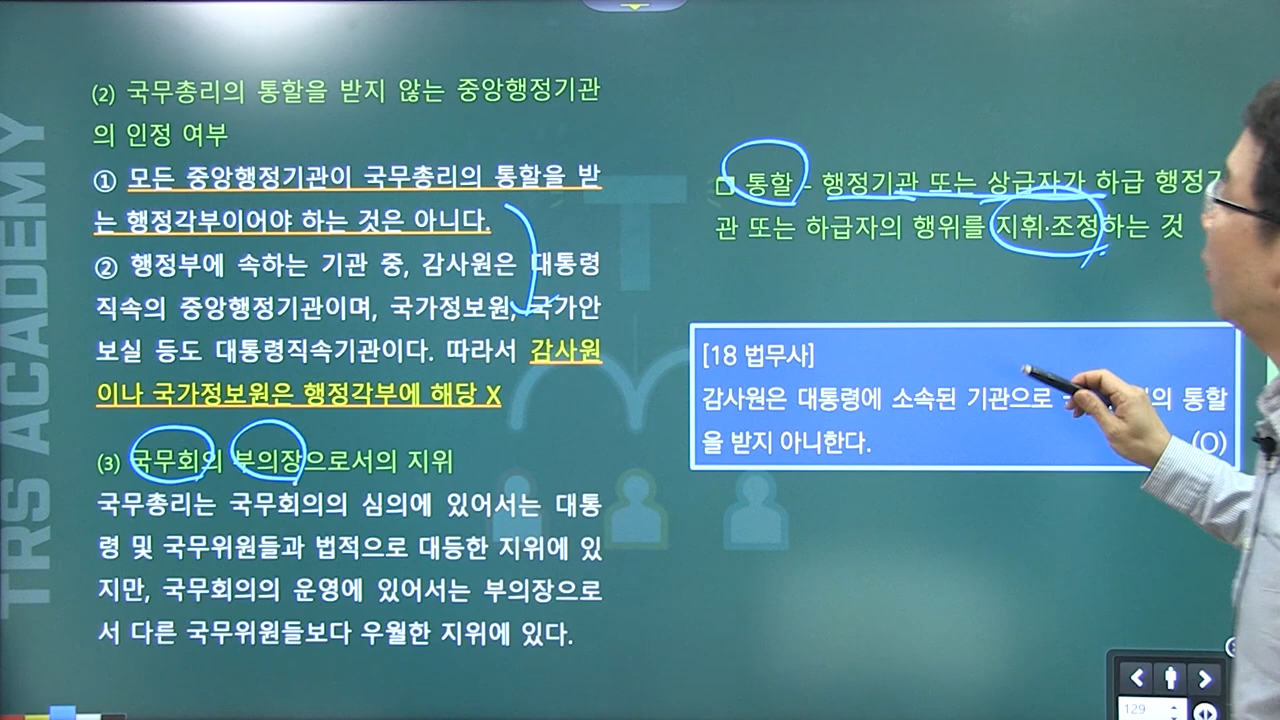 TRS ACADEMY
(2) 국무총리의 통할을 받지 않는 중앙행정기관
의 인정 여부
① 모든 중앙행정기관이 국무총리의 통할을 받
는 행정각부이어야 하는 것은 아니다.
② 행정부에 속하는 기관 중, 감사원은 대통령
직속의 중앙행정기관이며, 국가정보원, 국가안
보실 등도 대통령직속기관이다. 따라서 감사원
이나 국가정보원은 행정각부에 해당 X
(3) 국무회의 부의장으로서의 지위
국무총리는 국무회의의 심의에 있어서는 대통
령 및 국무위원들과 법적으로 대등한 지위에 있
지만, 국무회의의 운영에 있어서는 부의장으로
서 다른 국무위원들보다 우월한 지위에 있다.
□ 통할 - 행정기관 또는 상급자가 하급 행정기
관 또는 하급자의 행위를 지휘·조정하는 것
[18 법무사]
감사원은 대통령에 소속된 기관으로 의 통할
을 받지 아니한다. (O)
129